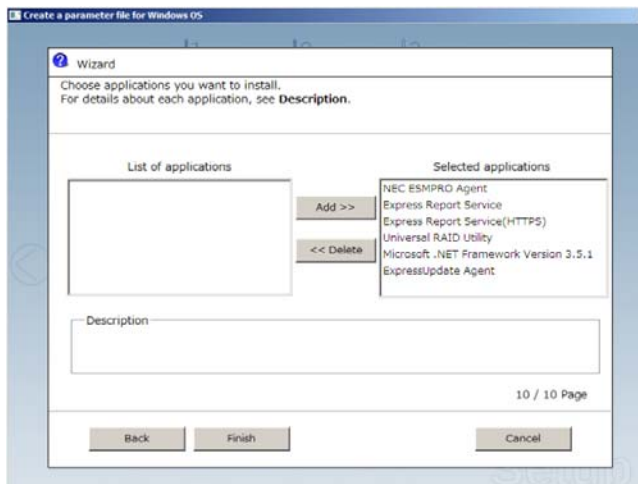 Create a parameter file for Windows OS
Wizard
Choose applications you want to install.
For details about each application, see Description.
List of applications
Selected applications
Add >>
<< Delete
NEC ESMPRO Agent
Express Report Service
Express Report Service(HTTPS)
Universal RAID Utility
Microsoft .NET Framework Version 3.5.1
ExpressUpdate Agent
Description
10 / 10 Page
Back
Finish
Cancel